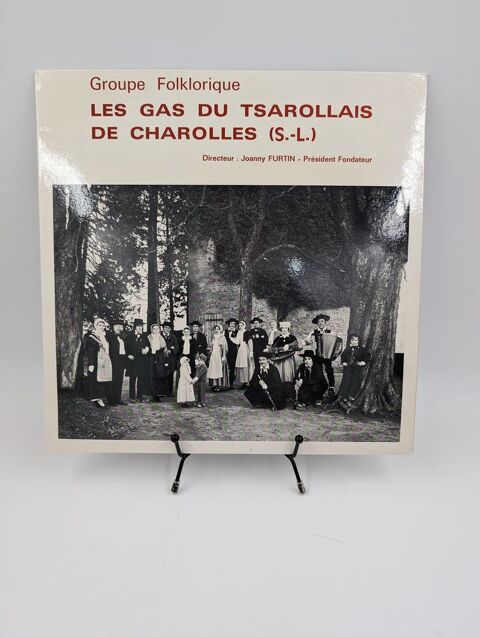 Groupe Folklorique
LES GAS DU TSAROLLAIS
DE CHAROLLES (S.-L.)
Directeur : Joanny FURTIN - Président Fondateur